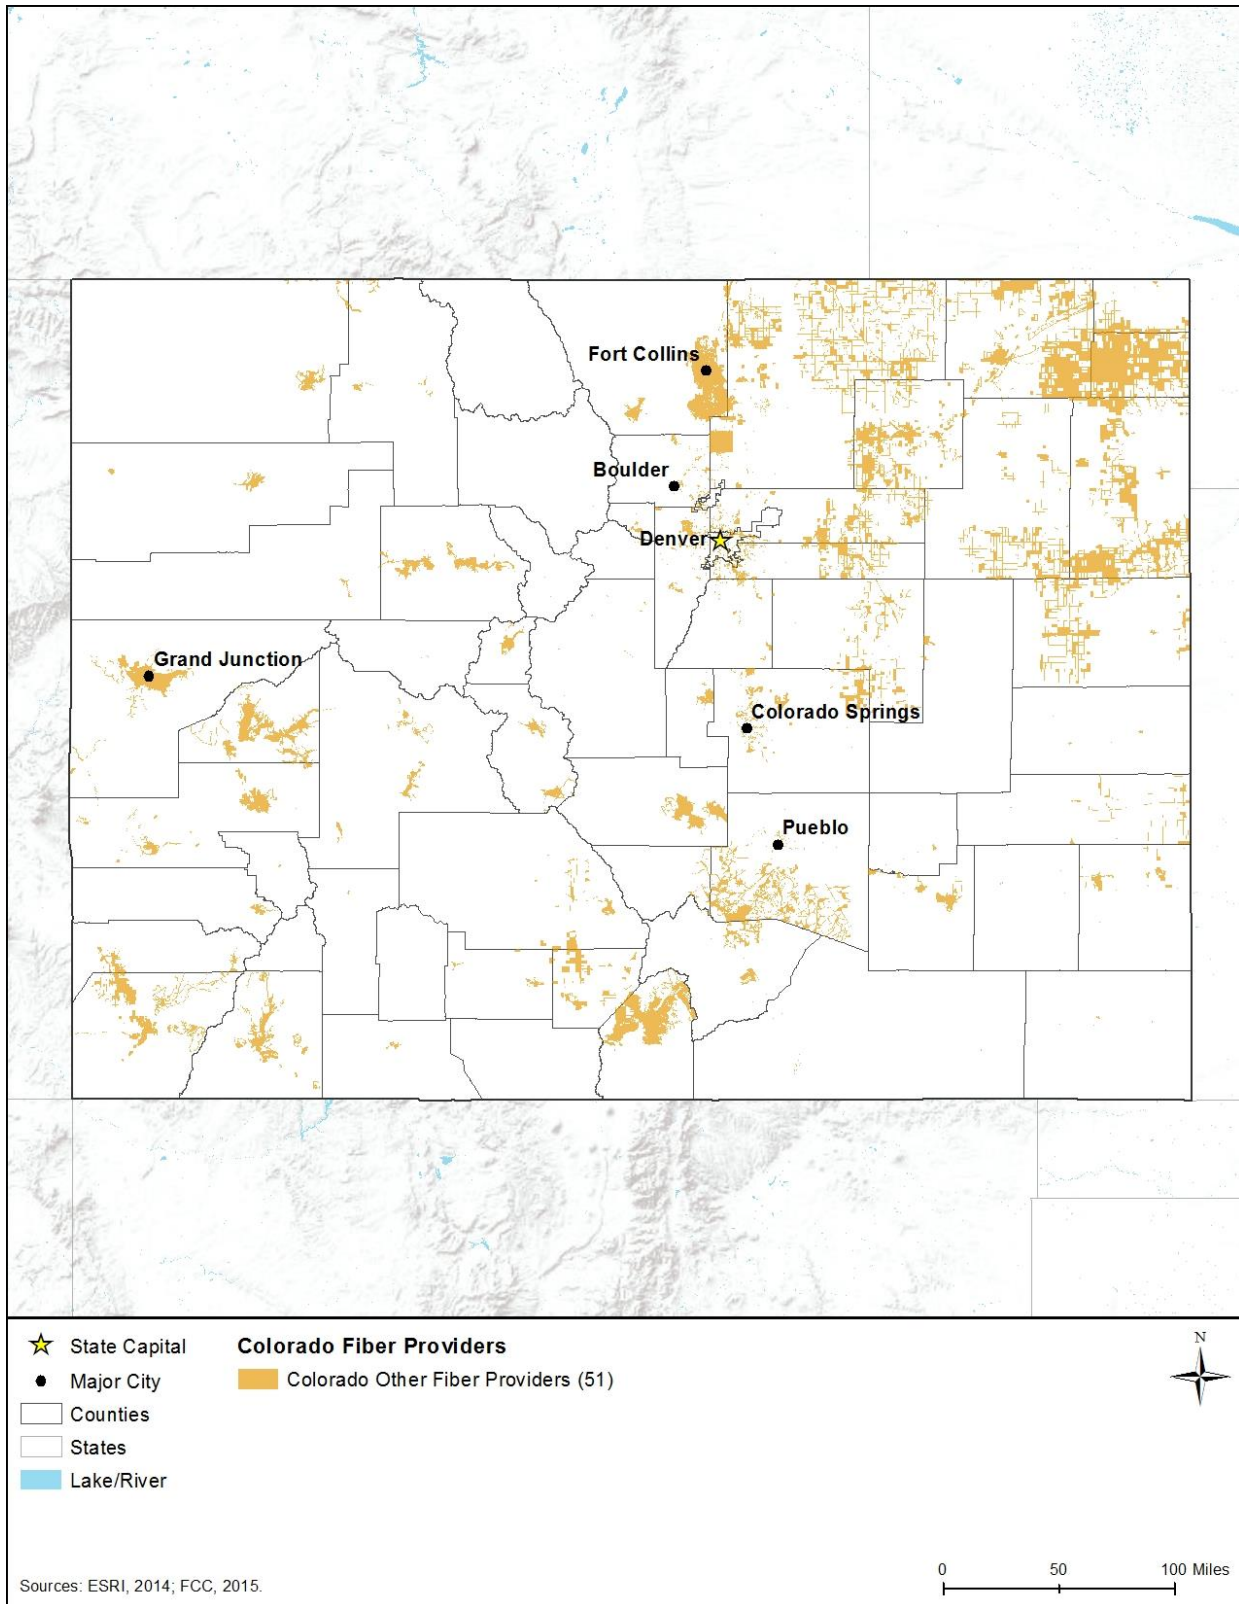 Fort Collins
Boulder
Denver
Grand Junction
Colorado Springs
Pueblo
State Capital
Major City
Counties
States
Lake/River
Colorado Fiber Providers
Colorado Other Fiber Providers (51)
N
Sources: ESRI, 2014; FCC, 2015.
0 50 100 Miles